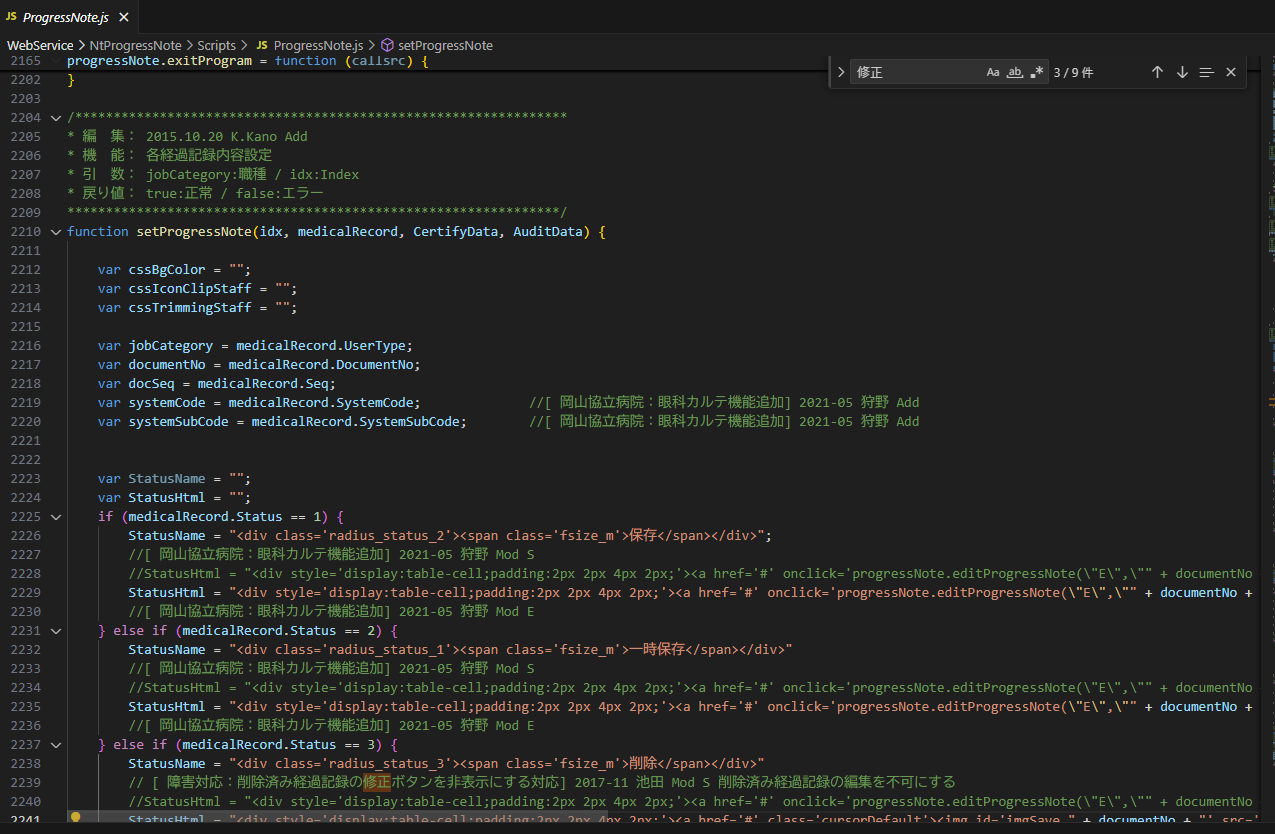 JS ProgressNote.js ×
WebService > NtProgressNote > Scripts > JS ProgressNote.js > setProgressNote
修正 Aa ab .* 3 / 9 件
2165 progressNote.exitProgram = function (callsrc) {
2202 }
2203
2204 /****************************************************************
2205 * 編　集： 2015.10.20 K.Kano Add
2206 * 機　能： 各経過記録内容設定
2207 * 引　数： jobCategory:職種 / idx:Index
2208 * 戻り値： true:正常 / false:エラー
2209 ****************************************************************/
2210 function setProgressNote(idx, medicalRecord, CertifyData, AuditData) {
2211
2212 var cssBgColor = "";
2213 var cssIconClipStaff = "";
2214 var cssTrimmingStaff = "";
2215
2216 var jobCategory = medicalRecord.UserType;
2217 var documentNo = medicalRecord.DocumentNo;
2218 var docSeq = medicalRecord.Seq;
2219 var systemCode = medicalRecord.SystemCode; //[ 岡山協立病院：眼科カルテ機能追加] 2021-05 狩野 Add
2220 var systemSubCode = medicalRecord.SystemSubCode; //[ 岡山協立病院：眼科カルテ機能追加] 2021-05 狩野 Add
2221
2222
2223 var StatusName = "";
2224 var StatusHtml = "";
2225 if (medicalRecord.Status == 1) {
2226 StatusName = "<div class='radius_status_2'><span class='fsize_m'>保存</span></div>";
2227 //[ 岡山協立病院：眼科カルテ機能追加] 2021-05 狩野 Mod S
2228 //StatusHtml = "<div style='display:table-cell;padding:2px 2px 4px 2px;'><a href='#' onclick='progressNote.editProgressNote(\"E\",\"" + documentNo
2229 StatusHtml = "<div style='display:table-cell;padding:2px 2px 4px 2px;'><a href='#' onclick='progressNote.editProgressNote(\"E\",\"" + documentNo +
2230 //[ 岡山協立病院：眼科カルテ機能追加] 2021-05 狩野 Mod E
2231 } else if (medicalRecord.Status == 2) {
2232 StatusName = "<div class='radius_status_1'><span class='fsize_m'>一時保存</span></div>"
2233 //[ 岡山協立病院：眼科カルテ機能追加] 2021-05 狩野 Mod S
2234 //StatusHtml = "<div style='display:table-cell;padding:2px 2px 4px 2px;'><a href='#' onclick='progressNote.editProgressNote(\"E\",\"" + documentNo
2235 StatusHtml = "<div style='display:table-cell;padding:2px 2px 4px 2px;'><a href='#' onclick='progressNote.editProgressNote(\"E\",\"" + documentNo +
2236 //[ 岡山協立病院：眼科カルテ機能追加] 2021-05 狩野 Mod E
2237 } else if (medicalRecord.Status == 3) {
2238 StatusName = "<div class='radius_status_3'><span class='fsize_m'>削除</span></div>"
2239 // [ 障害対応：削除済み経過記録の修正ボタンを非表示にする対応] 2017-11 池田 Mod S 削除済み経過記録の編集を不可にする
2240 //StatusHtml = "<div style='display:table-cell;padding:2px 2px 4px 2px;'><a href='#' onclick='progressNote.editProgressNote(\"E\",\"" + documentNo
2241 StatusHtml = "<div style='display:table-cell;padding:2px 2px 4px 2px;'><a href='#' class='cursorDefault'><img id='imgSave_" + documentNo + "' src='